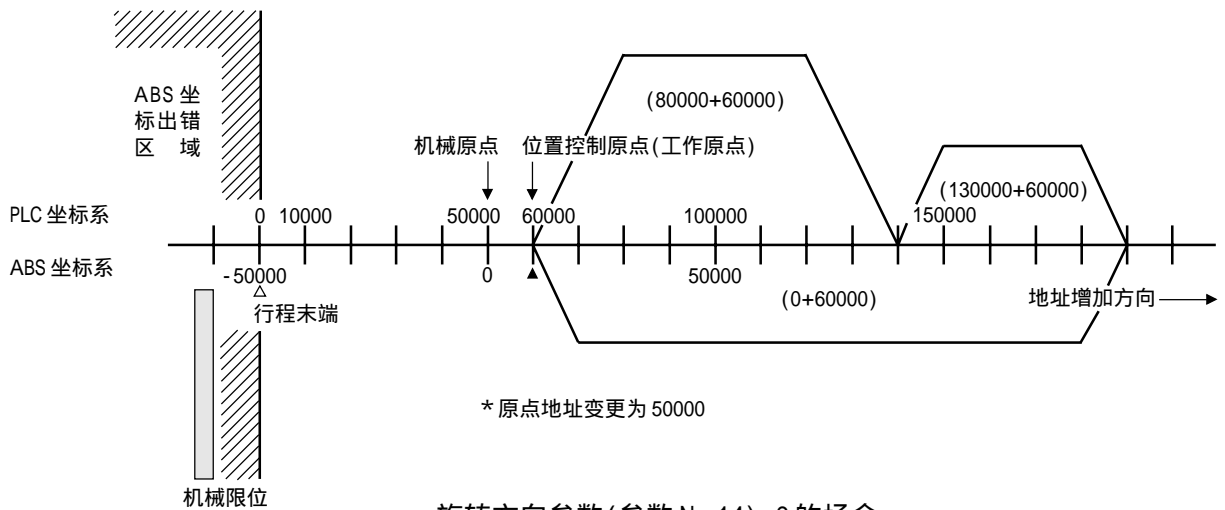 ABS 坐
标出错
区 域
(80000+60000)
机械原点
位置控制原点(工作原点)
(130000+60000)
PLC 坐标系
0 10000 50000 60000 100000 150000
ABS 坐标系
-50000 0 50000
行程末端
(0+60000)
地址增加方向
*原点地址变更为 50000
机械限位